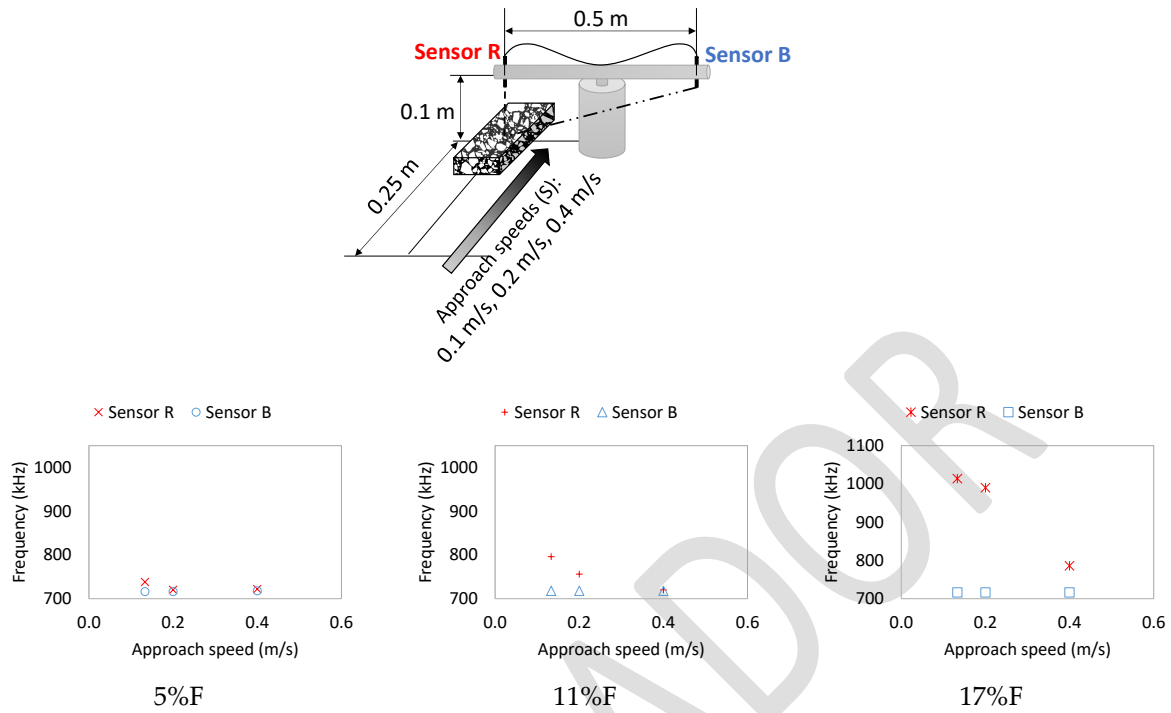 0.5 m
Sensor R
Sensor B
0.1 m
0.25 m
Approach speeds (S):
0.1 m/s, 0.2 m/s, 0.4 m/s
ADOR
Sensor R Sensor B
1000
900
800
700
0.0 0.2 0.4 0.6
Frequency (kHz)
Approach speed (m/s)
5%F
Sensor R Sensor B
1000
900
800
700
0.0 0.2 0.4 0.6
Frequency (kHz)
Approach speed (m/s)
11%F
Sensor R Sensor B
1100
1000
900
800
700
0.0 0.2 0.4 0.6
Frequency (kHz)
Approach speed (m/s)
17%F